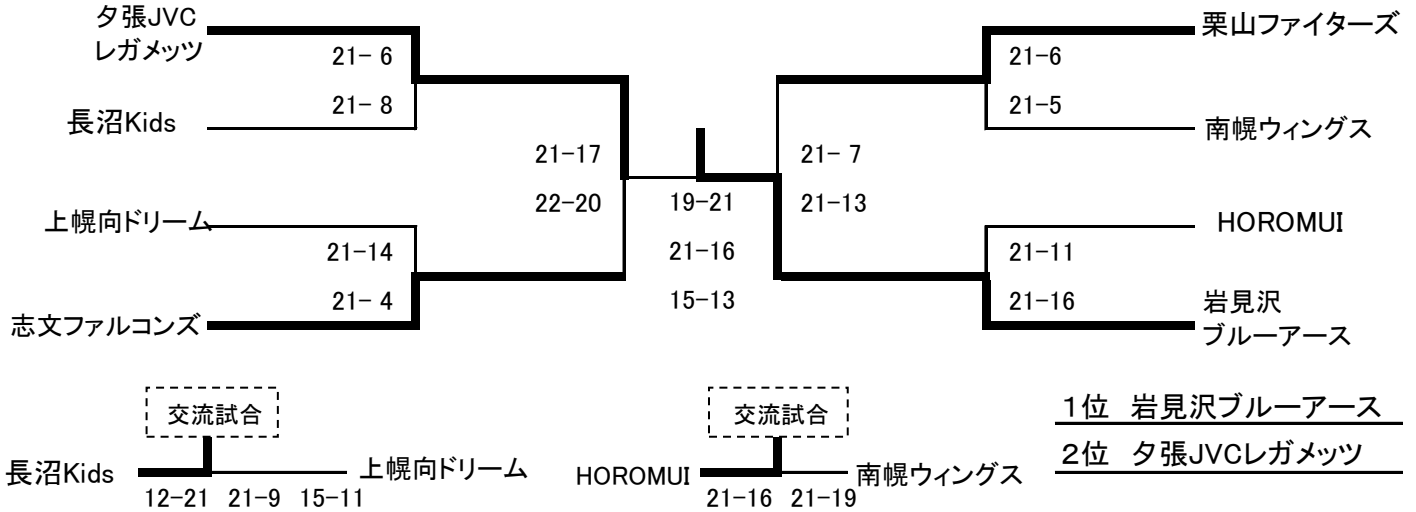 夕張JVC
レガメッツ
21- 6
21- 8
長沼Kids
21-17
22-20
上幌向ドリーム
21-14
21- 4
志文ファルコンズ
19-21
21-16
15-13
栗山ファイターズ
21-6
21-5
南幌ウィングス
21- 7
21-13
HOROMUI
21-11
21-16
岩見沢
ブルーアース
交流試合
長沼Kids
上幌向ドリーム
12-21 21-9 15-11
交流試合
HOROMUI
南幌ウィングス
21-16 21-19
1位 岩見沢ブルーアース
2位 夕張JVCレガメッツ